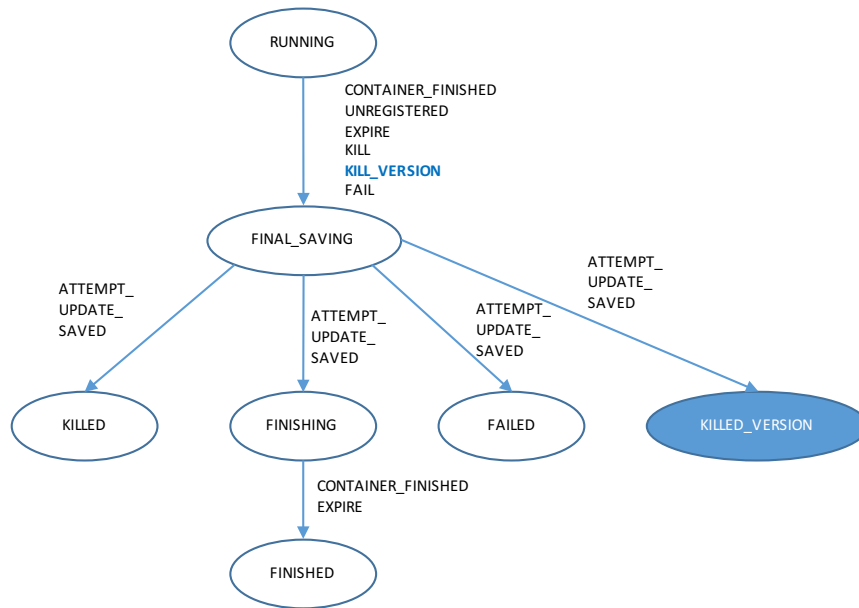 RUNNING
CONTAINER_FINISHED
UNREGISTERED
EXPIRE
KILL
KILL_VERSION
FAIL
FINAL_SAVING
ATTEMPT_
UPDATE_
SAVED
ATTEMPT_
UPDATE_
SAVED
ATTEMPT_
UPDATE_
SAVED
ATTEMPT_
UPDATE_
SAVED
KILLED
FINISHING
FAILED
KILLED_VERSION
CONTAINER_FINISHED
EXPIRE
FINISHED